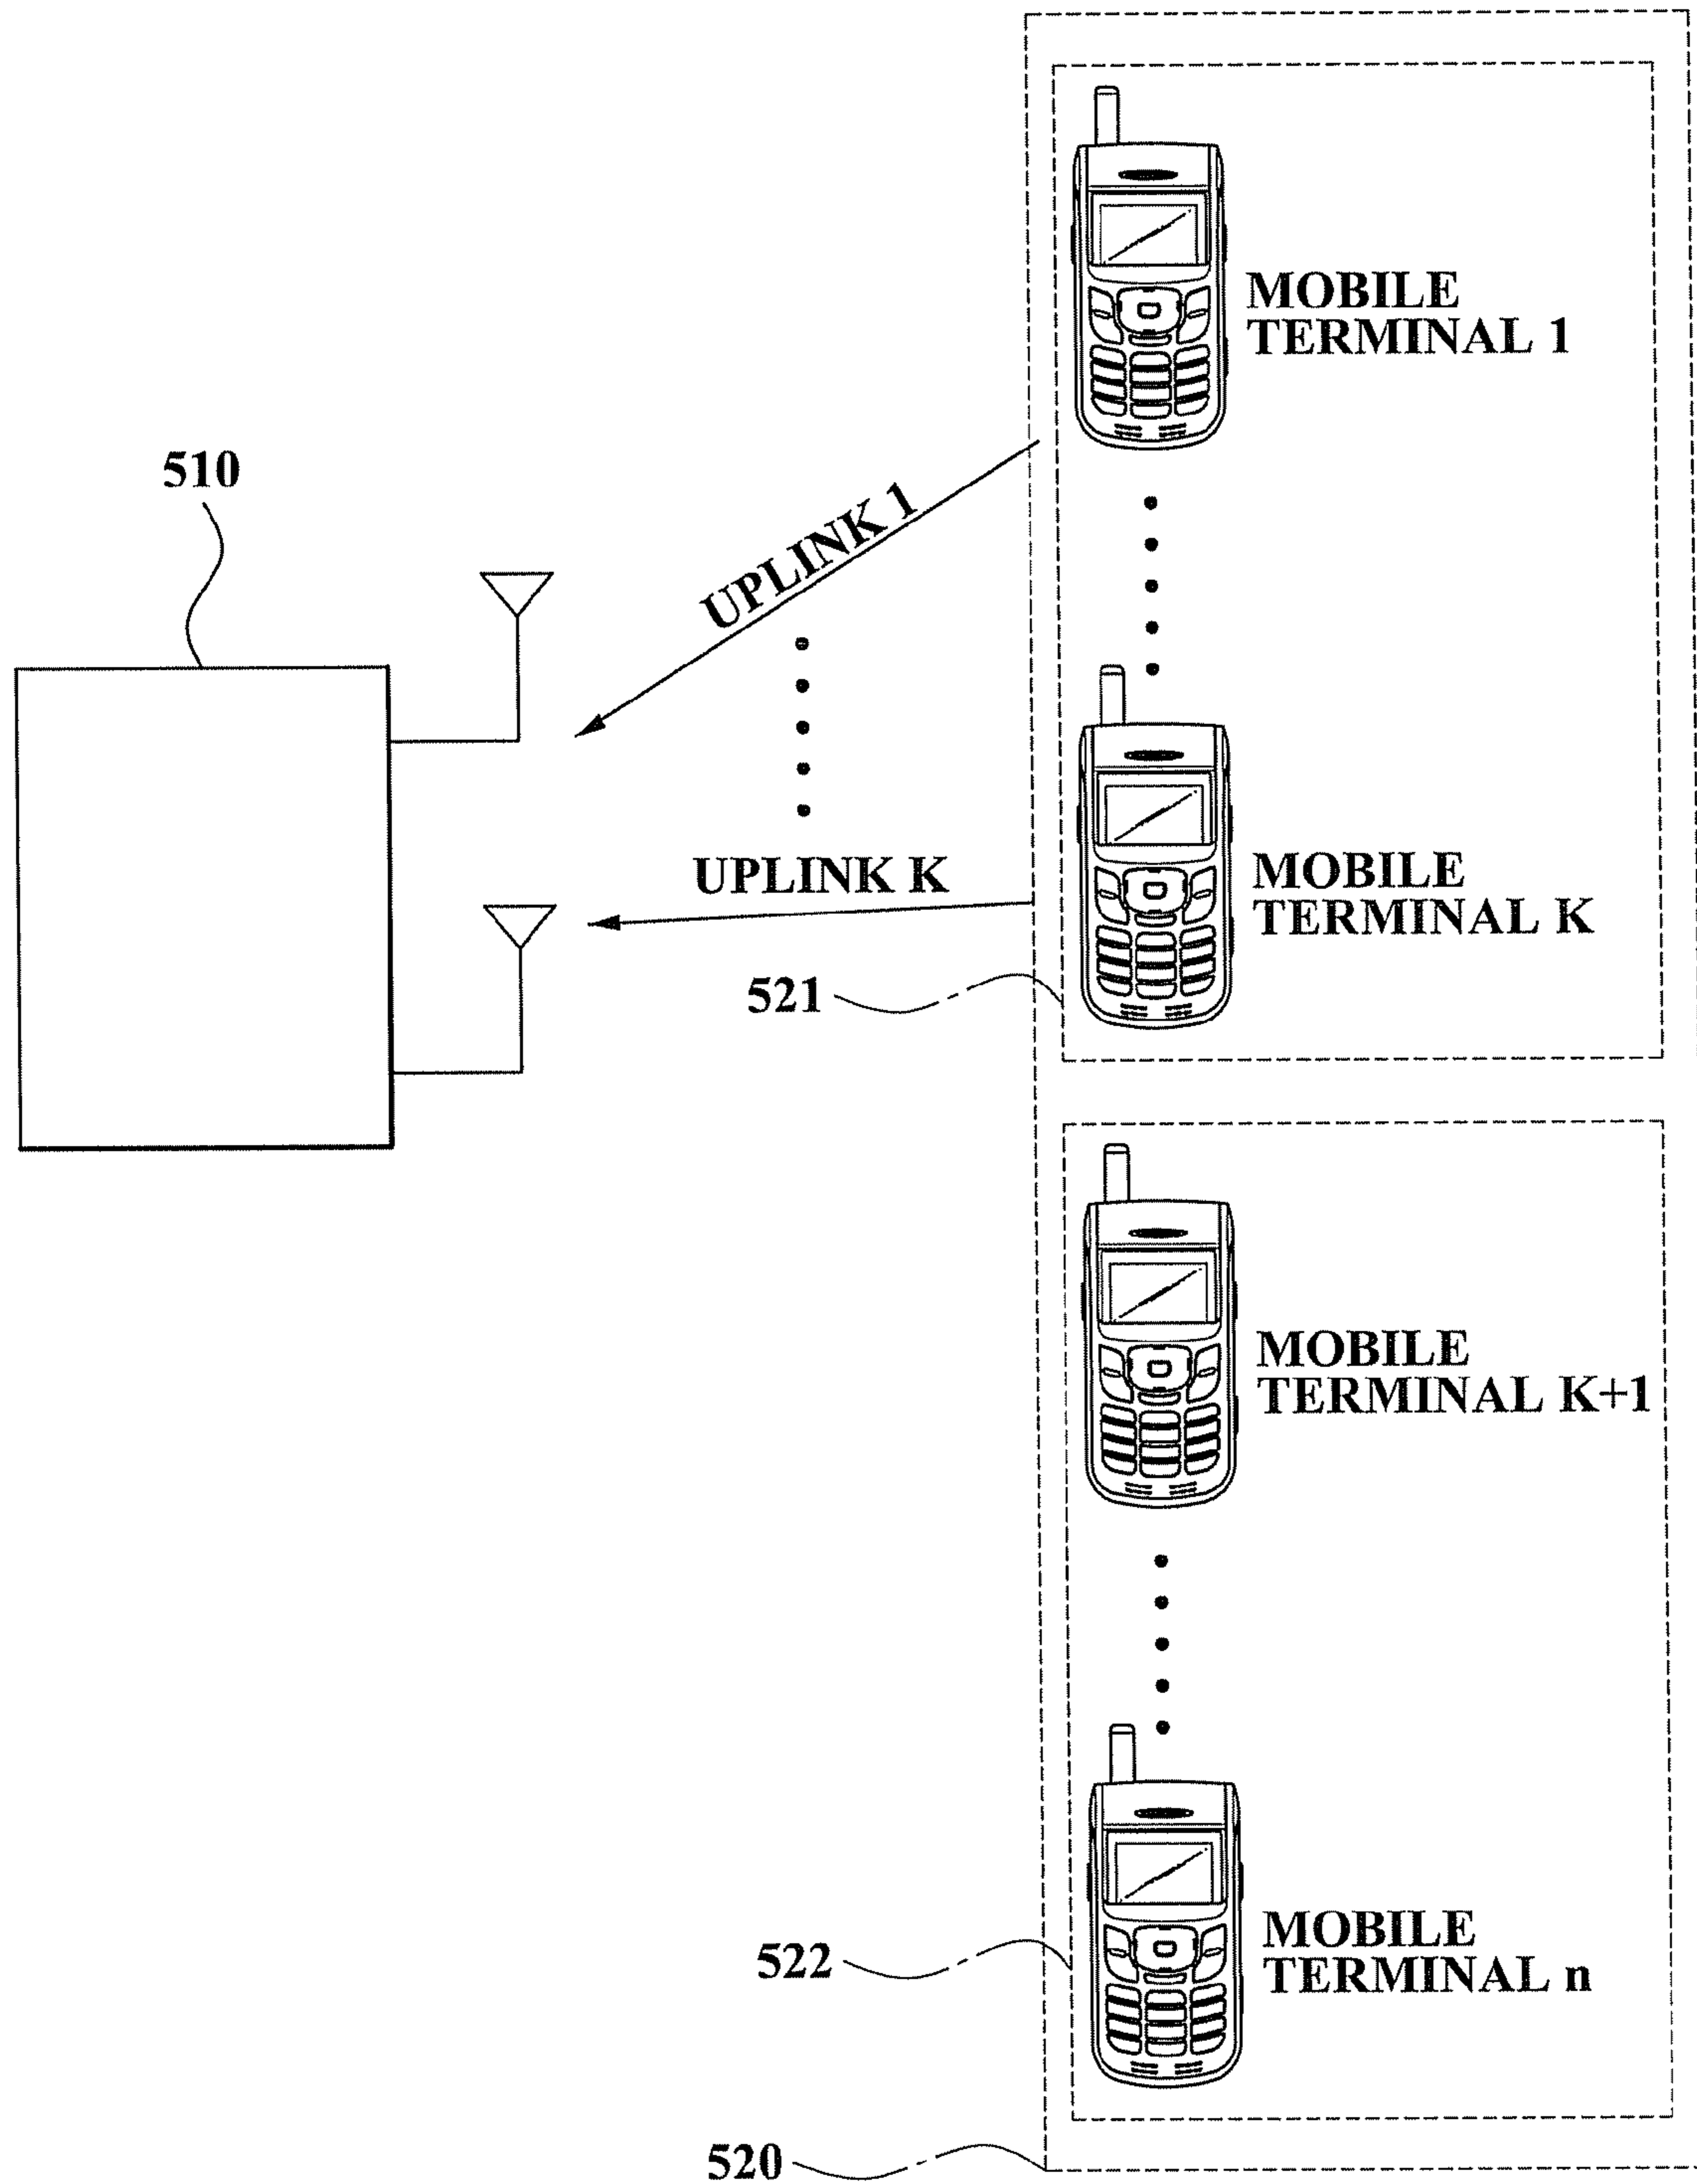 MOBILE
TERMINAL 1
510
UPLINK 1
UPLINK K
MOBILE
TERMINAL K
521
MOBILE
TERMINAL K+1
522
MOBILE
TERMINAL n
520